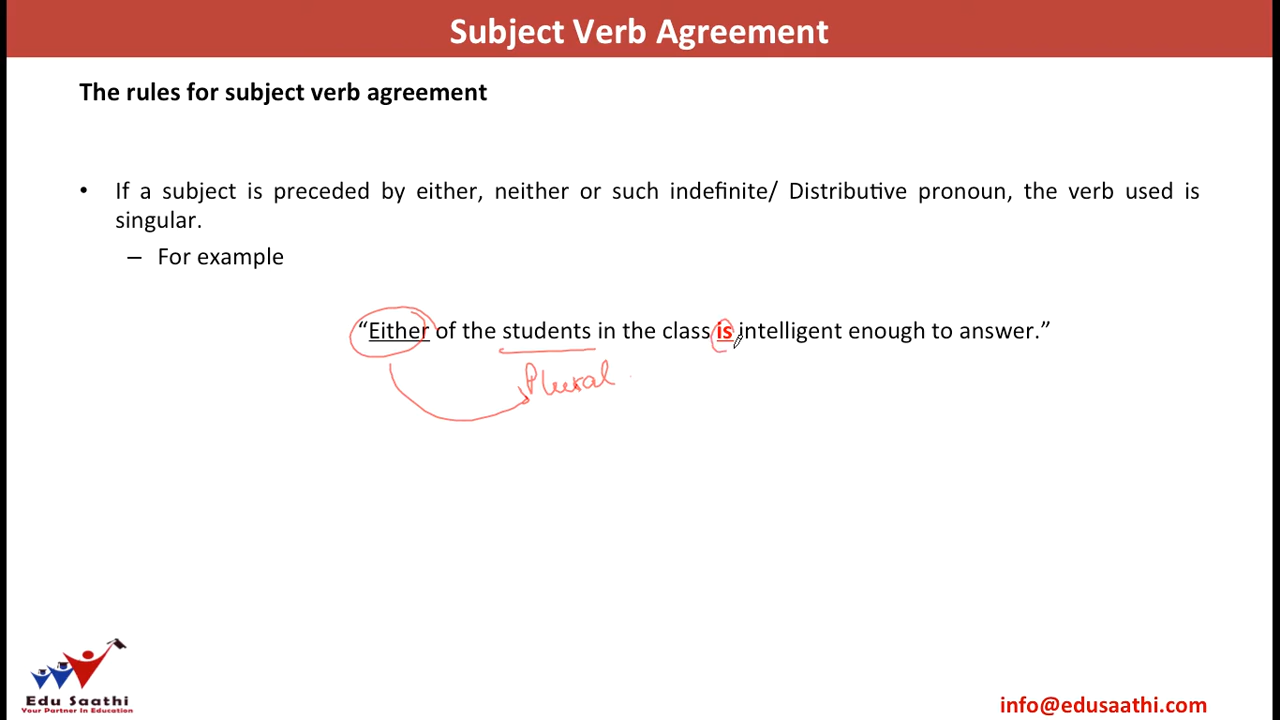 Subject Verb Agreement
The rules for subject verb agreement
• If a subject is preceded by either, neither or such indefinite/ Distributive pronoun, the verb used is
singular.
– For example
“Either of the students in the class is intelligent enough to answer.”
Plural
Edu Saathi
Your Partner In Education
info@edusaathi.com